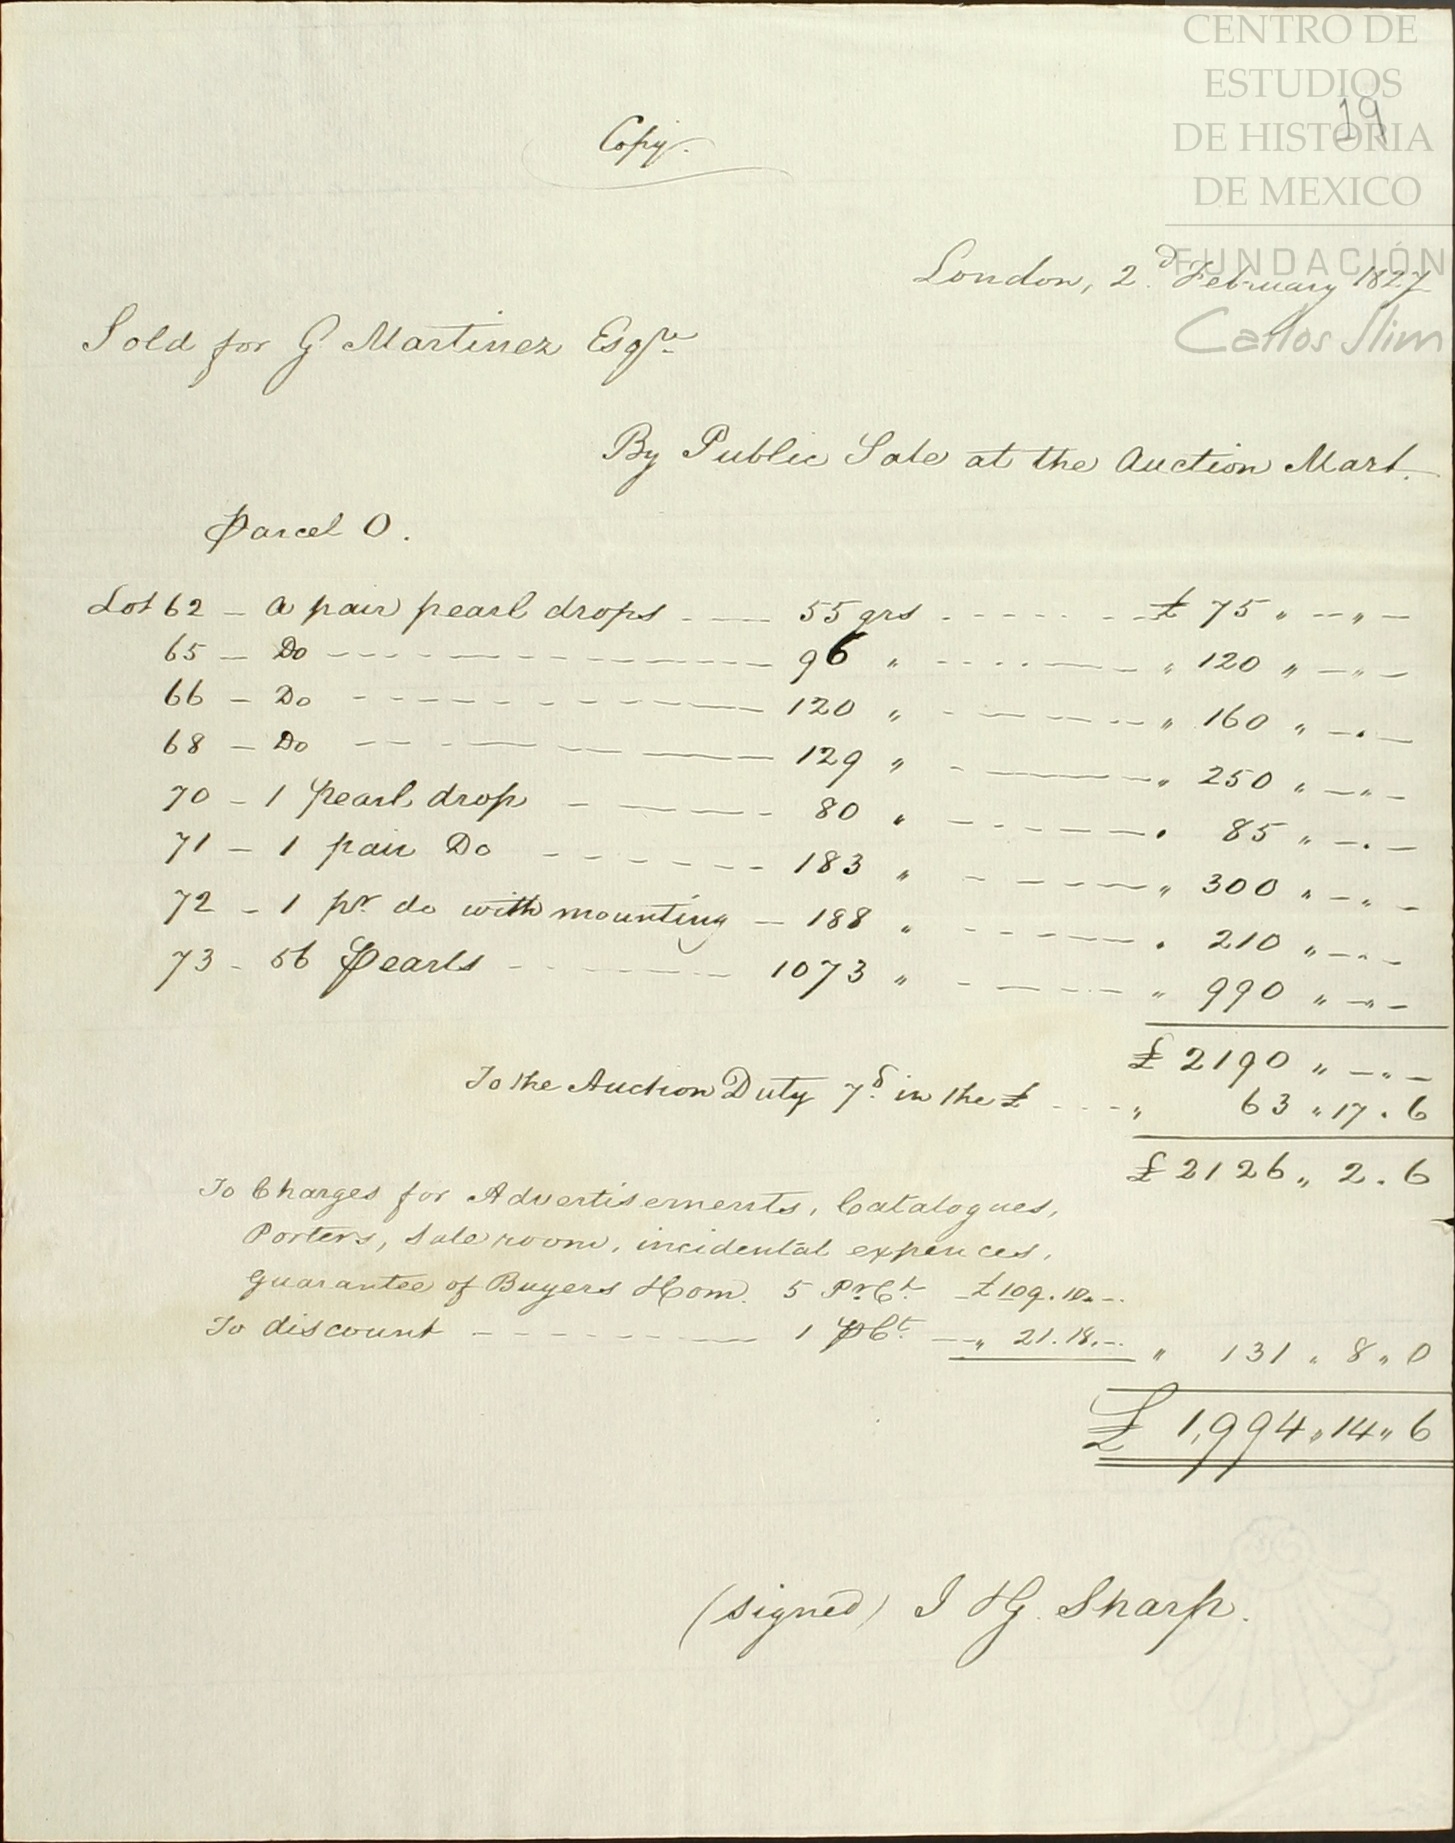 CENTRO DE
ESTUDIOS
DE HISTORIA
DE MEXICO
FUNDACIÓN
Carlos Slim
19
Copy.
London, 2.d February 1827
Sold for G Martinez Esqre
By Public Sale at the Auction Mart.
Parcel O.
Lot 62 - A pair pearl drops - - - 55 grs - - - - - £ 75 " - " -
65 - Do - - - - - - - 96 " - - - - - " 120 " - " -
66 - Do - - - - - - - 120 " - - - - - " 160 " - " -
68 - Do - - - - - - - 129 " - - - - - " 250 " - " -
70 - 1 Pearl drop - - - - 80 " - - - - - " 85 " - " -
71 - 1 pair Do - - - - - 183 " - - - - - " 300 " - " -
72 - 1 pr do with mounting - 188 " - - - - - " 210 " - " -
73 - 56 Pearls - - - - - 1073 " - - - - - " 990 " - " -
£ 2190 " - " -
To the Auction Duty 7d. in the £ - - - " 63 " 17 . 6
£ 2126 " 2 . 6
To Charges for Advertisements, Catalogues,
Porters, Sale room, incidental expences,
Guarantee of Buyers &Com. 5 Pr Ct. £ 109 . 10 . -
To discount - - - - - - 1 P Ct. - " 21 . 18 . - " 131 " 8 " 0
£ 1,994 " 14 " 6
(signed) I HG. Sharp.